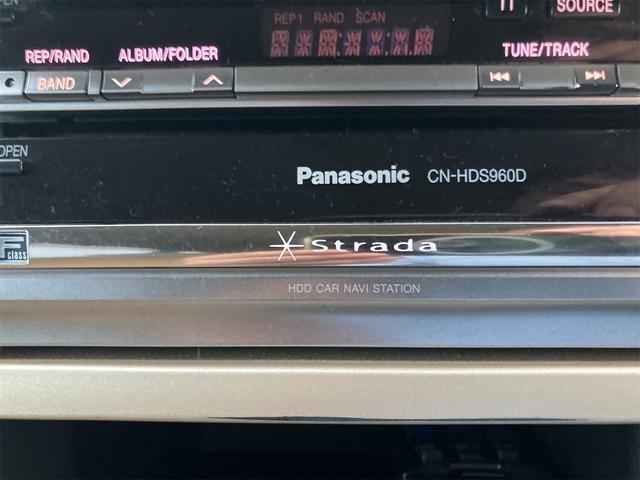 REP1 RAND SCAN
SOURCE
REP/RAND ALBUM/FOLDER TUNE/TRACK
BAND
OPEN
Panasonic CN-HDS960D
F class
Strada
HDD CAR NAVI STATION